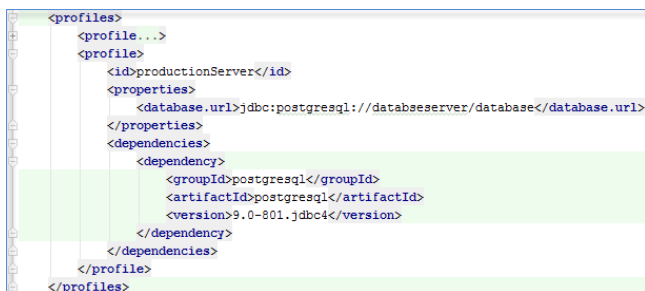 <profiles>
<profile...>
<profile>
<id>productionServer</id>
<properties>
<database.url>jdbc:postgresql://databseserver/database</database.url>
</properties>
<dependencies>
<dependency>
<groupId>postgresql</groupId>
<artifactId>postgresql</artifactId>
<version>9.0-801.jdbc4</version>
</dependency>
</dependencies>
</profile>
</profiles>